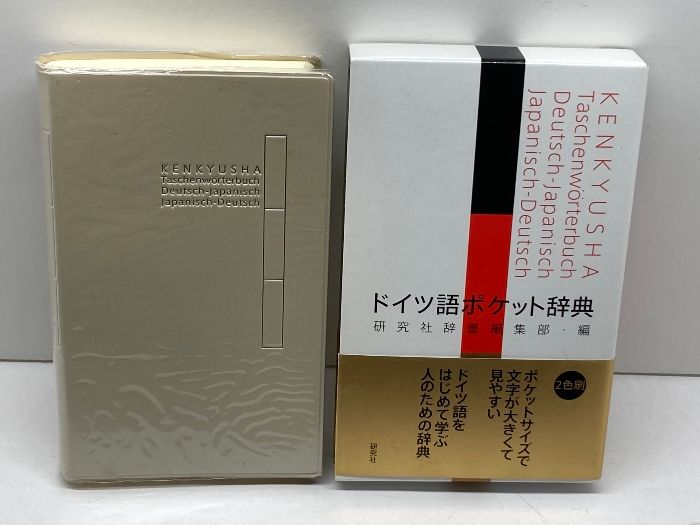 KENKYUSHA
Taschenwörterbuch
Deutsch-Japanisch
Japanisch-Deutsch
KENKYUSHA
Taschenwörterbuch
Deutsch-Japanisch
Japanisch-Deutsch
ドイツ語ポケット辞典
研究社辞書編集部・編
2色刷
ポケットサイズで
文字が大きくて
見やすい
ドイツ語を
はじめて学ぶ
人のための辞典
研究社